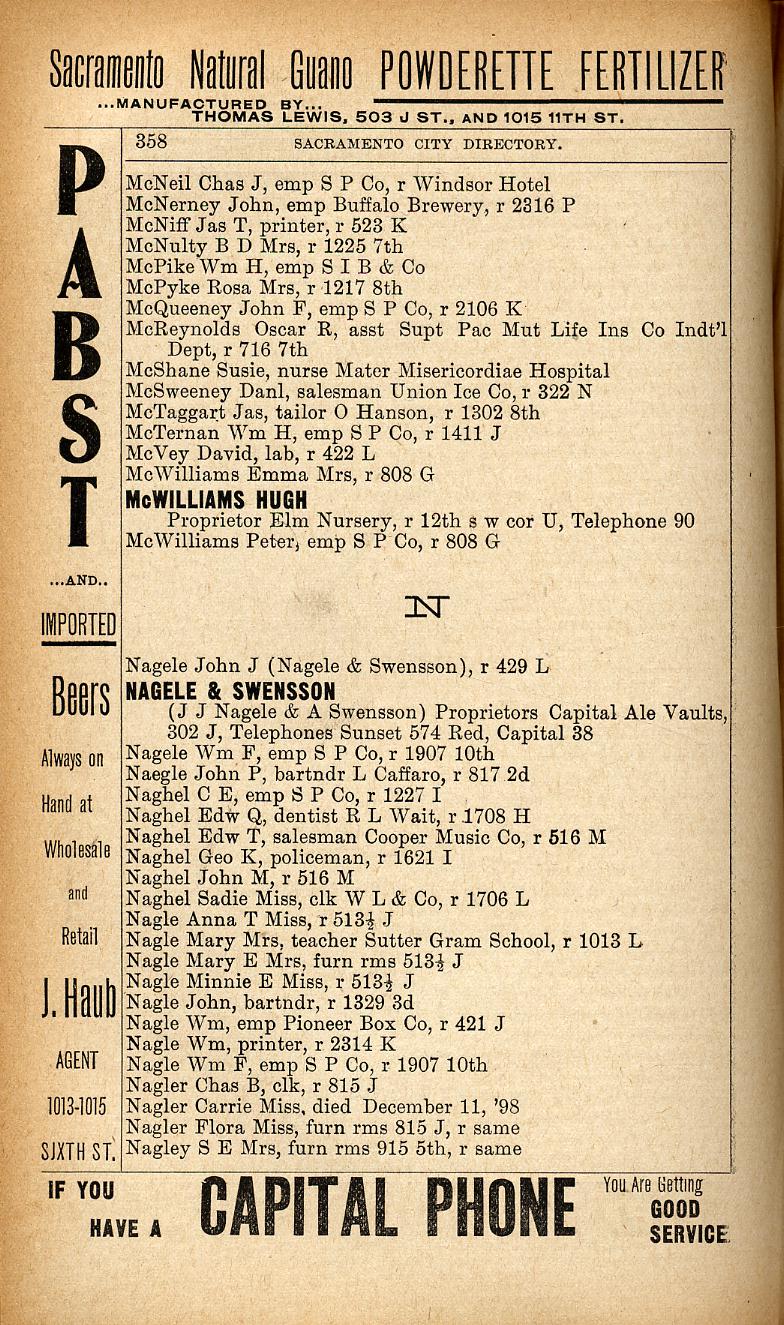 Sacramento Natural Guano POWDERETTE FERTILIZER
...MANUFACTURED BY...
THOMAS LEWIS, 503 J ST., AND 1015 11TH ST.
358 SACRAMENTO CITY DIRECTORY.
McNeil Chas J, emp S P Co, r Windsor Hotel
McNerney John, emp Buffalo Brewery, r 2316 P
McNiff Jas T, printer, r 523 K
McNulty B D Mrs, r 1225 7th
McPike Wm H, emp S I B & Co
McPyke Rosa Mrs, r 1217 8th
McQueeney John F, emp S P Co, r 2106 K
McReynolds Oscar R, asst Supt Pac Mut Life Ins Co Indt'l
Dept, r 716 7th
McShane Susie, nurse Mater Misericordiae Hospital
McSweeney Danl, salesman Union Ice Co, r 322 N
McTaggart Jas, tailor O Hanson, r 1302 8th
McTernan Wm H, emp S P Co, r 1411 J
McVey David, lab, r 422 L
McWilliams Emma Mrs, r 808 G
McWILLIAMS HUGH
Proprietor Elm Nursery, r 12th s w cor U, Telephone 90
McWilliams Peter, emp S P Co, r 808 G
N
Nagele John J (Nagele & Swensson), r 429 L
NAGELE & SWENSSON
(J J Nagele & A Swensson) Proprietors Capital Ale Vaults,
302 J, Telephones Sunset 574 Red, Capital 38
Nagele Wm F, emp S P Co, r 1907 10th
Naegle John P, bartndr L Caffaro, r 817 2d
Naghel C E, emp S P Co, r 1227 I
Naghel Edw Q, dentist R L Wait, r 1708 H
Naghel Edw T, salesman Cooper Music Co, r 516 M
Naghel Geo K, policeman, r 1621 I
Naghel John M, r 516 M
Naghel Sadie Miss, clk W L & Co, r 1706 L
Nagle Anna T Miss, r 513½ J
Nagle Mary Mrs, teacher Sutter Gram School, r 1013 L
Nagle Mary E Mrs, furn rms 513½ J
Nagle Minnie E Miss, r 513½ J
Nagle John, bartndr, r 1329 3d
Nagle Wm, emp Pioneer Box Co, r 421 J
Nagle Wm, printer, r 2314 K
Nagle Wm F, emp S P Co, r 1907 10th
Nagler Chas B, clk, r 815 J
Nagler Carrie Miss, died December 11, '98
Nagler Flora Miss, furn rms 815 J, r same
Nagley S E Mrs, furn rms 915 5th, r same
PABST
...AND..
IMPORTED
Beers
Always on
Hand at
Wholesale
and
Retail
J. Haub
AGENT
1013-1015
SIXTH ST.
IF YOU
HAVE A
CAPITAL PHONE
You Are Getting
GOOD
SERVICE